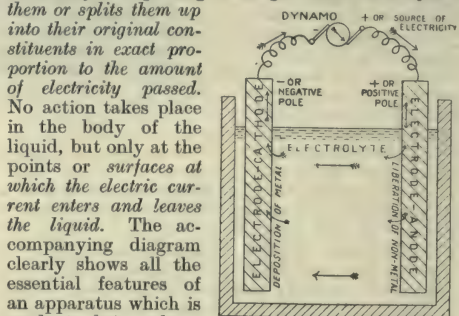 them or splits them up
into their original con-
stituents in exact pro-
portion to the amount
of electricity passed.
No action takes place
in the body of the
liquid, but only at the
points or surfaces at
which the electric cur-
rent enters and leaves
the liquid. The ac-
companying diagram
clearly shows all the
essential features of
an apparatus which is
DYNAMO
- + OR SOURCE OF
ELECTRICITY
- OR
NEGATIVE
POLE
+ OR
POSITIVE
POLE
ELECTROLYTE
ELECTRODE-CATHODE
DEPOSITION OF METAL
LIBERATION OF NON-METAL
ELECTRODE-ANODE